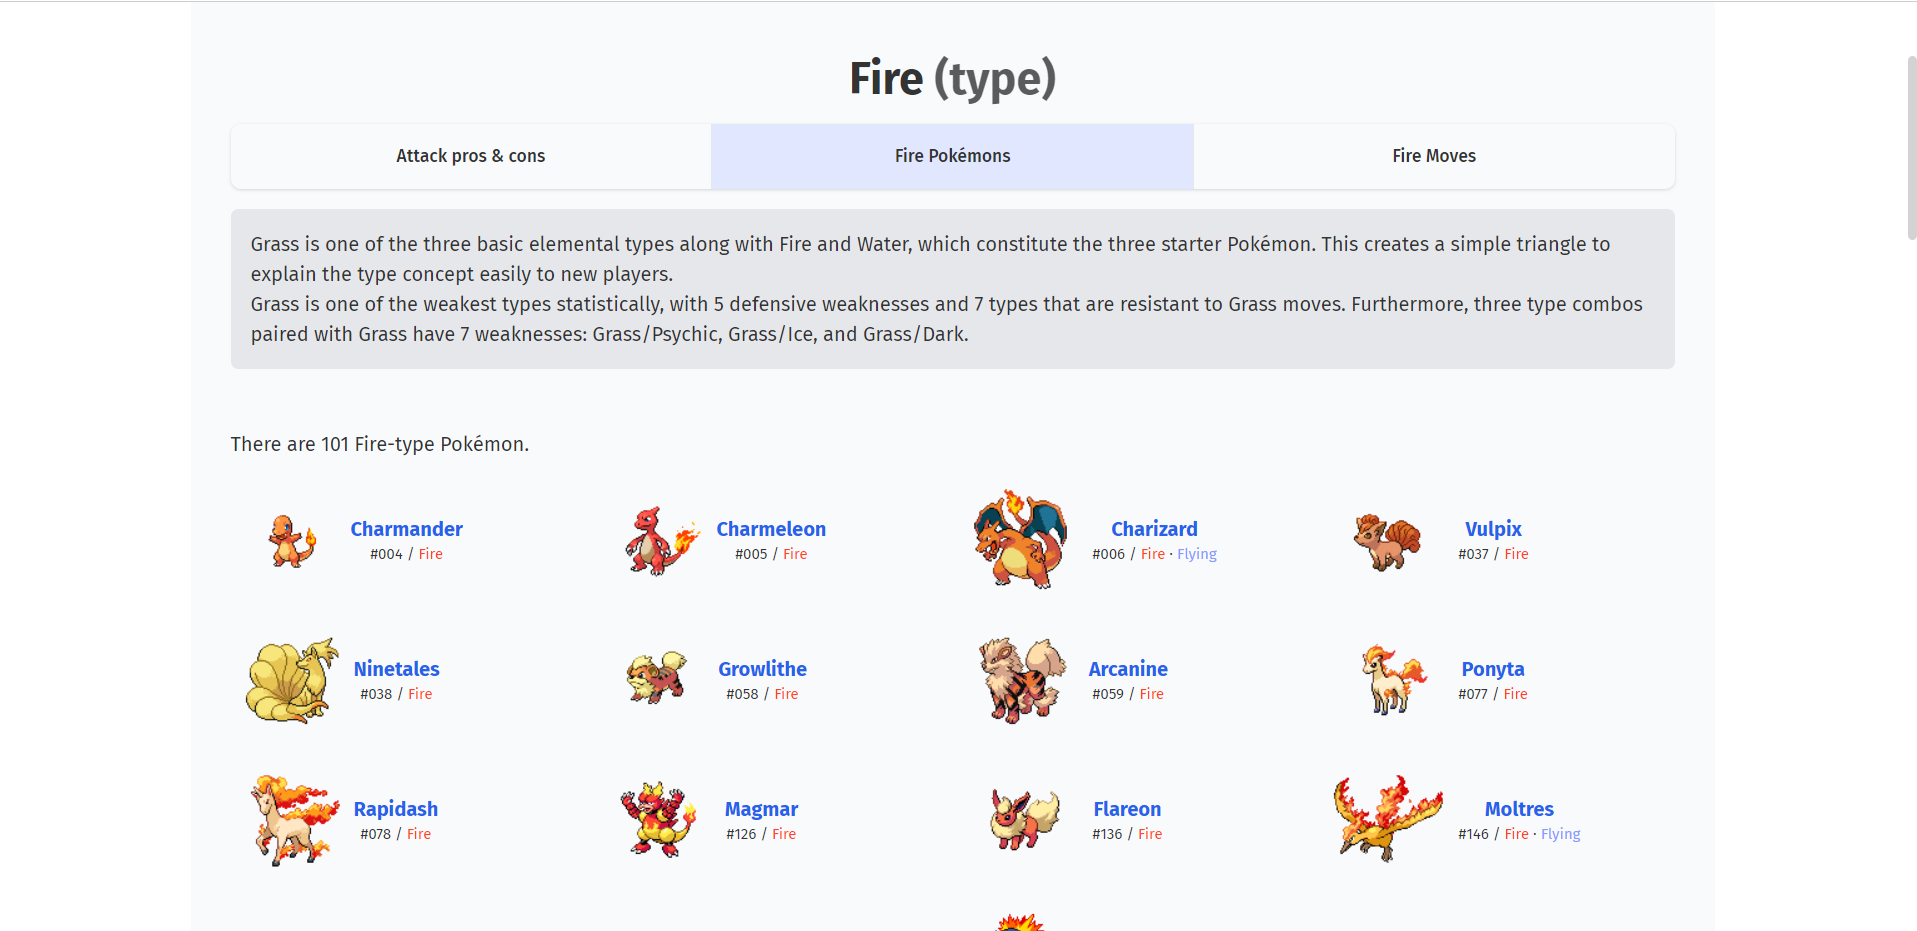 Fire (type)
Attack pros & cons
Fire Pokémons
Fire Moves
Grass is one of the three basic elemental types along with Fire and Water, which constitute the three starter Pokémon. This creates a simple triangle to
explain the type concept easily to new players.
Grass is one of the weakest types statistically, with 5 defensive weaknesses and 7 types that are resistant to Grass moves. Furthermore, three type combos
paired with Grass have 7 weaknesses: Grass/Psychic, Grass/Ice, and Grass/Dark.
There are 101 Fire-type Pokémon.
Charmander
#004 / Fire
Charmeleon
#005 / Fire
Charizard
#006 / Fire · Flying
Vulpix
#037 / Fire
Ninetales
#038 / Fire
Growlithe
#058 / Fire
Arcanine
#059 / Fire
Ponyta
#077 / Fire
Rapidash
#078 / Fire
Magmar
#126 / Fire
Flareon
#136 / Fire
Moltres
#146 / Fire · Flying